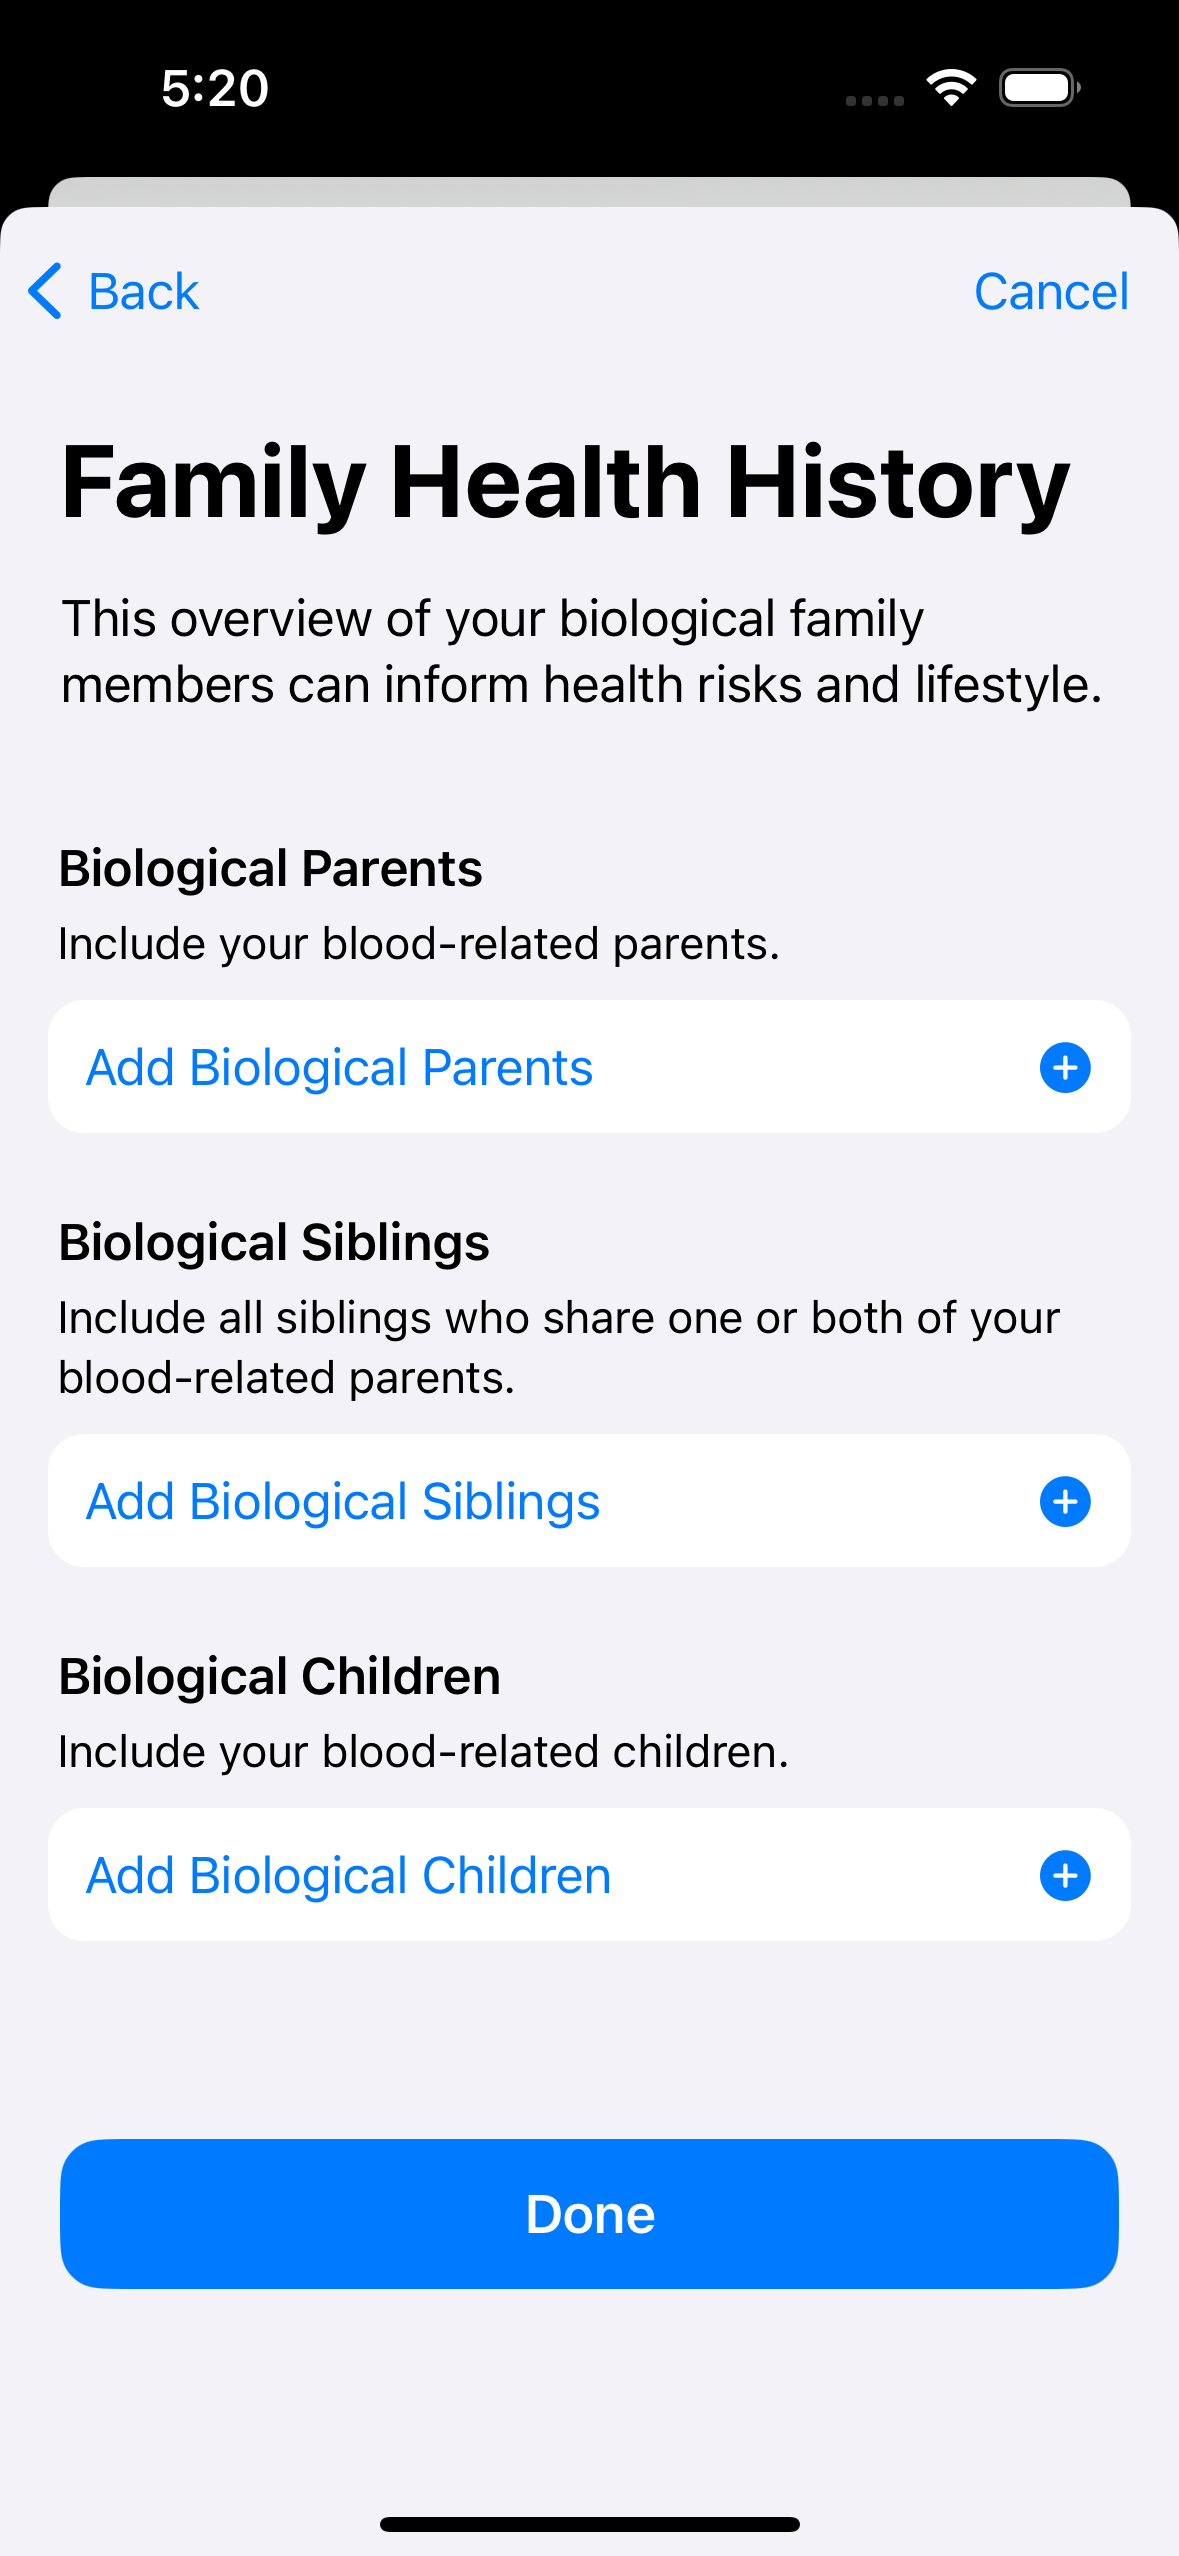 5:20
Back
Cancel
Family Health History
This overview of your biological family
members can inform health risks and lifestyle.
Biological Parents
Include your blood-related parents.
Add Biological Parents
Biological Siblings
Include all siblings who share one or both of your
blood-related parents.
Add Biological Siblings
Biological Children
Include your blood-related children.
Add Biological Children
Done